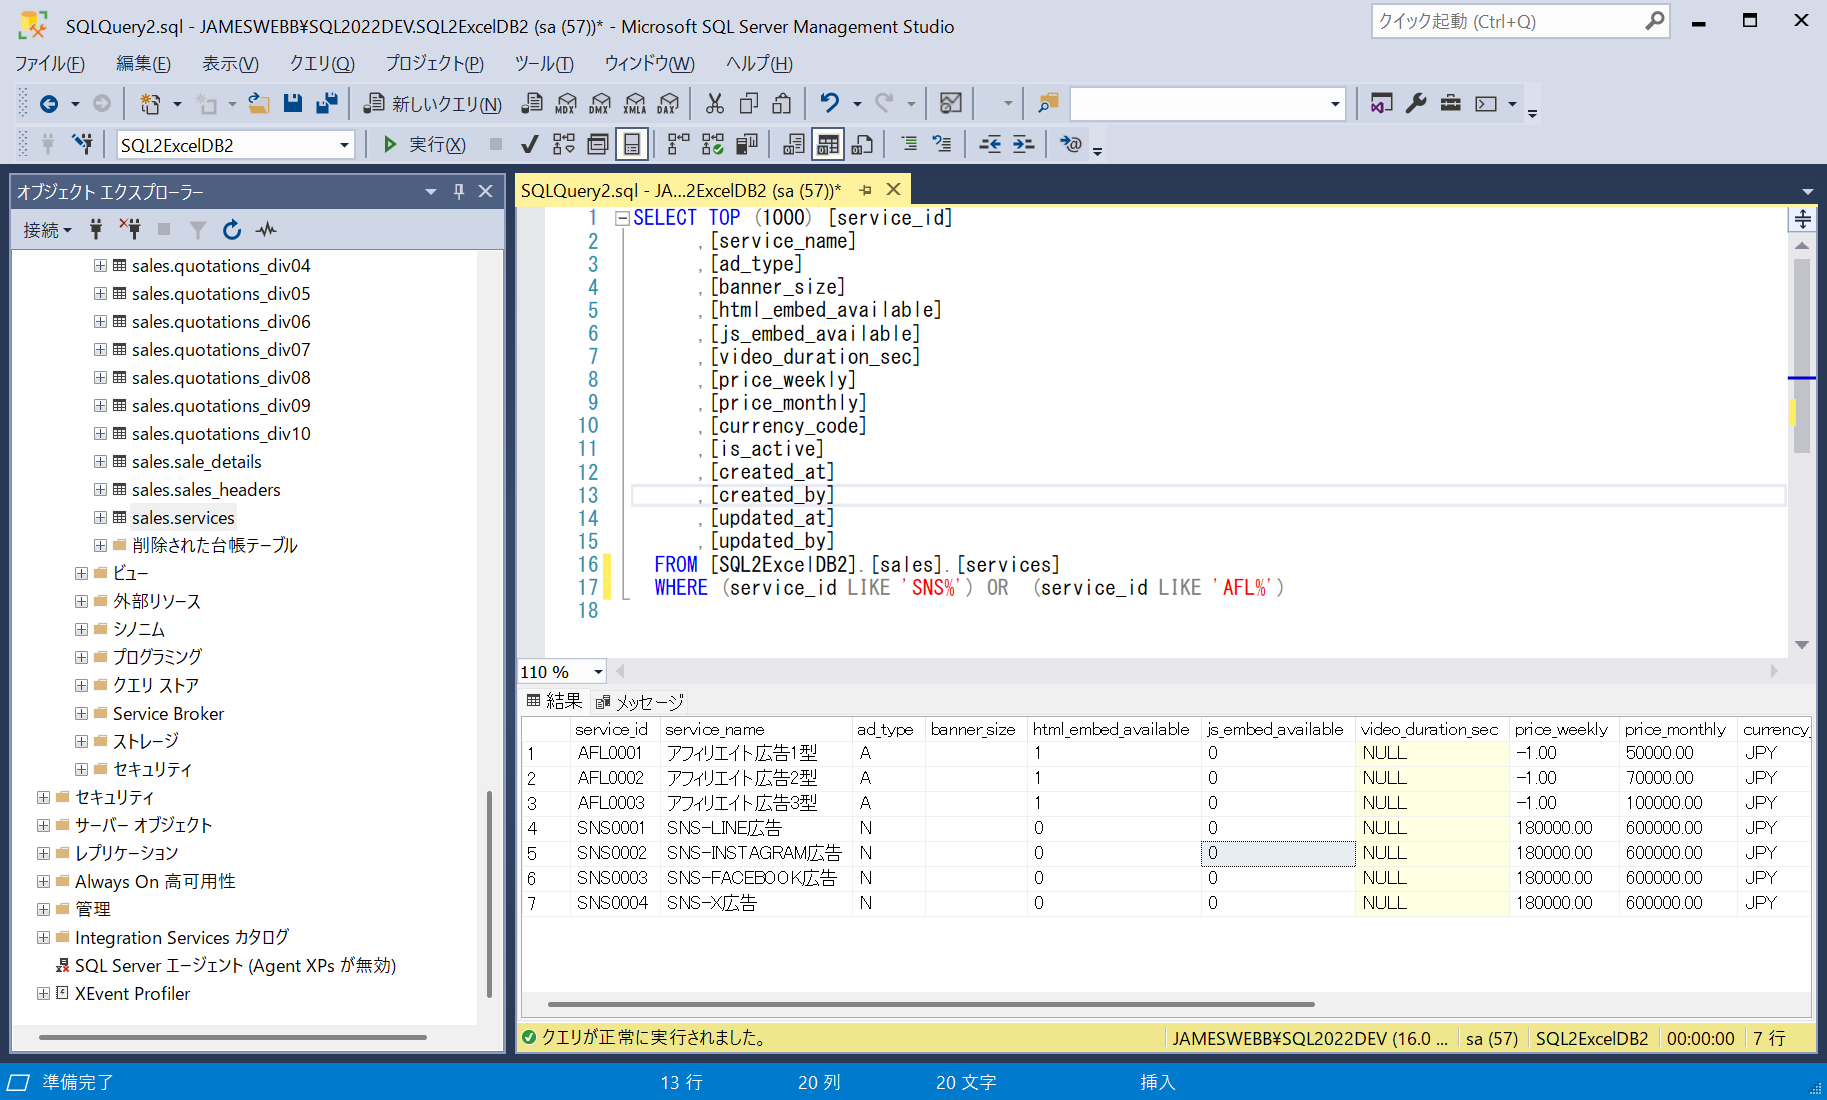 SQLQuery2.sql - JAMESWEBB¥SQL2022DEV.SQL2ExcelDB2 (sa (57))* - Microsoft SQL Server Management Studio
クイック起動 (Ctrl+Q)
ファイル(F) 編集(E) 表示(V) クエリ(Q) プロジェクト(P) ツール(T) ウィンドウ(W) ヘルプ(H)
新しいクエリ(N) MDX DMX XMLA DAX
SQL2ExcelDB2 実行(X)
オブジェクト エクスプローラー
接続
sales.quotations_div04
sales.quotations_div05
sales.quotations_div06
sales.quotations_div07
sales.quotations_div08
sales.quotations_div09
sales.quotations_div10
sales.sale_details
sales.sales_headers
sales.services
削除された台帳テーブル
ビュー
外部リソース
シノニム
プログラミング
クエリ ストア
Service Broker
ストレージ
セキュリティ
セキュリティ
サーバー オブジェクト
レプリケーション
Always On 高可用性
管理
Integration Services カタログ
SQL Server エージェント (Agent XPs が無効)
XEvent Profiler
SQLQuery2.sql - JA...2ExcelDB2 (sa (57))*
1 SELECT TOP (1000) [service_id]
2 ,[service_name]
3 ,[ad_type]
4 ,[banner_size]
5 ,[html_embed_available]
6 ,[js_embed_available]
7 ,[video_duration_sec]
8 ,[price_weekly]
9 ,[price_monthly]
10 ,[currency_code]
11 ,[is_active]
12 ,[created_at]
13 ,[created_by]
14 ,[updated_at]
15 ,[updated_by]
16 FROM [SQL2ExcelDB2].[sales].[services]
17 WHERE (service_id LIKE 'SNS%') OR (service_id LIKE 'AFL%')
18
110 %
結果 メッセージ
service_id service_name ad_type banner_size html_embed_available js_embed_available video_duration_sec price_weekly price_monthly currency_
1 AFL0001 アフィリエイト広告1型 A 1 0 NULL -1.00 50000.00 JPY
2 AFL0002 アフィリエイト広告2型 A 1 0 NULL -1.00 70000.00 JPY
3 AFL0003 アフィリエイト広告3型 A 1 0 NULL -1.00 100000.00 JPY
4 SNS0001 SNS-LINE広告 N 0 0 NULL 180000.00 600000.00 JPY
5 SNS0002 SNS-INSTAGRAM広告 N 0 0 NULL 180000.00 600000.00 JPY
6 SNS0003 SNS-FACEBOOK広告 N 0 0 NULL 180000.00 600000.00 JPY
7 SNS0004 SNS-X広告 N 0 0 NULL 180000.00 600000.00 JPY
クエリが正常に実行されました。 JAMESWEBB¥SQL2022DEV (16.0 ... sa (57) SQL2ExcelDB2 00:00:00 7 行
準備完了 13 行 20 列 20 文字 挿入